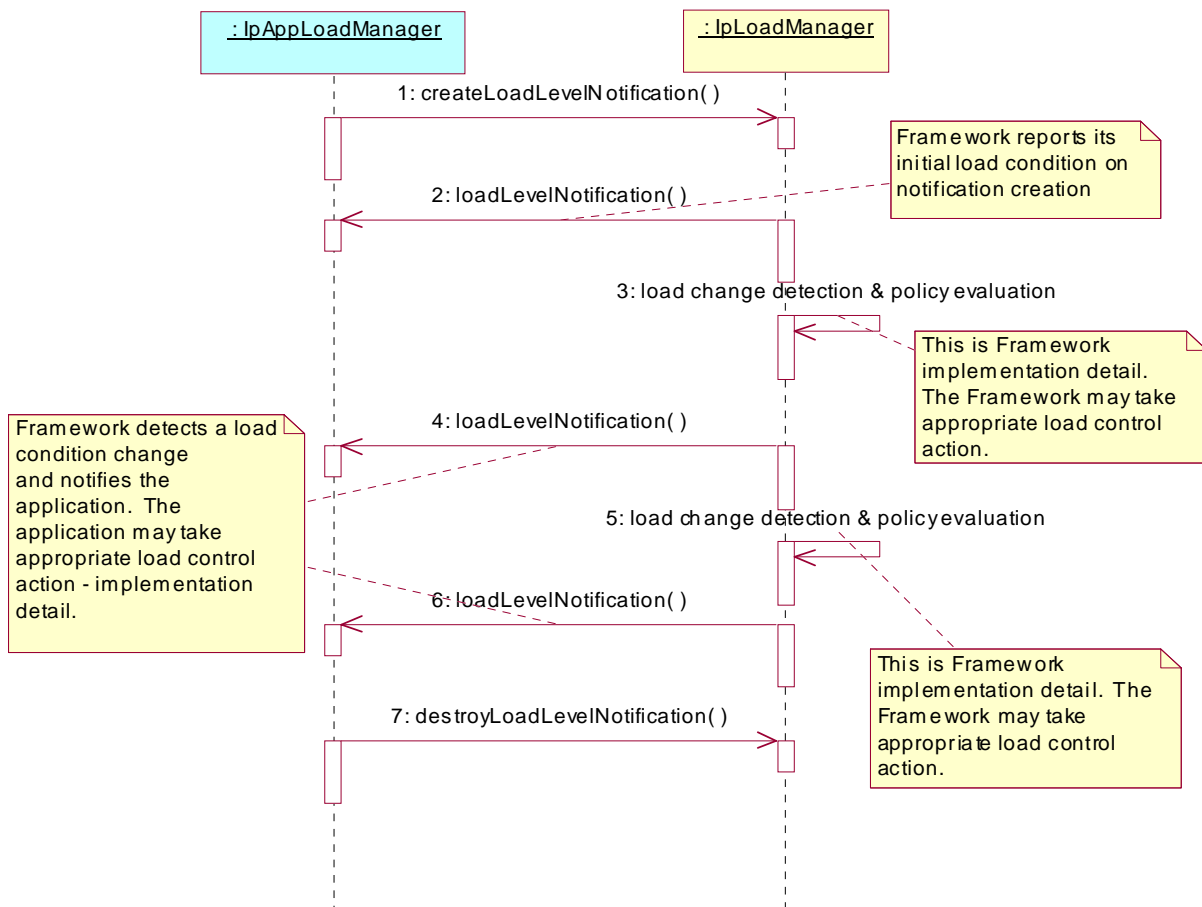 : IpAppLoadManager
: IpLoadManager
1: createLoadLevelNotification( )
Framework reports its
initial load condition on
notification creation
2: loadLevelNotification( )
3: load change detection & policy evaluation
This is Framework
implementation detail.
The Framework may take
appropriate load control
action.
4: loadLevelNotification( )
Framework detects a load
condition change
and notifies the
application. The
application may take
appropriate load control
action - implementation
detail.
5: load change detection & policy evaluation
6: loadLevelNotification( )
This is Framework
implementation detail. The
Framework may take
appropriate load control
action.
7: destroyLoadLevelNotification( )